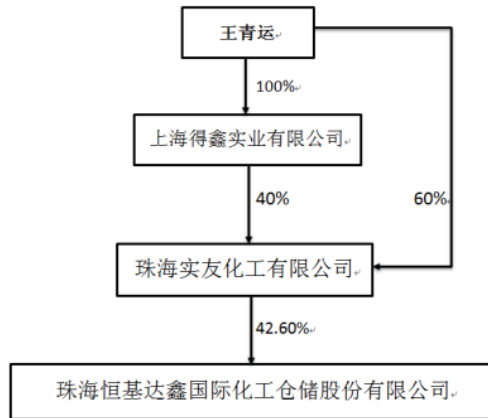 王青运
100%
上海得鑫实业有限公司
40%
60%
珠海实友化工有限公司
42.60%
珠海恒基达鑫国际化工仓储股份有限公司